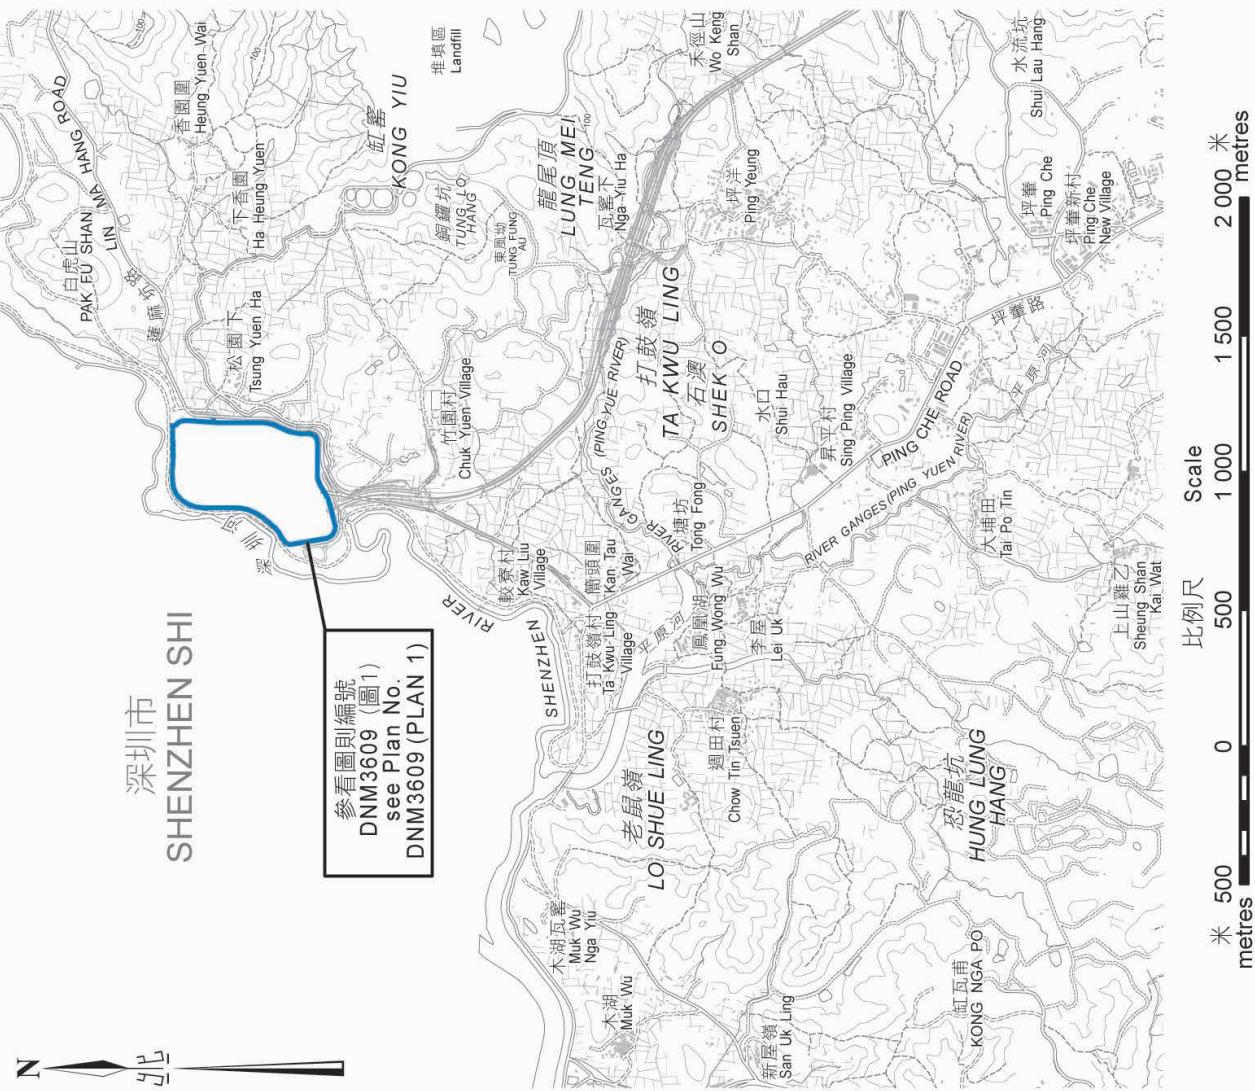 N
北
深圳市
SHENZHEN SHI
參看圖則編號
DNM3609 (圖1)
see Plan No.
DNM3609 (PLAN 1)
白虎山
PAK FU SHAN
LIN MA HANG ROAD
蓮麻坑路
香園圍
Heung Yuen Wai
下香園
Ha Heung Yuen
松園下
Tsung Yuen Ha
深圳河
缸窰
KONG YIU
堆填區
Landfill
100
100
100
銅鑼坑
TUNG LO
HANG
東風坳
TUNG FUNG
AU
竹園村
Chuk Yuen Village
SHENZHEN RIVER
較寮村
Kaw Liu
Village
龍尾頂
LUNG MEI
TENG
瓦窰下
Nga Yiu Ha
禾徑山
Wo Keng
Shan
坪洋
Ping Yeung
打鼓嶺
TA KWU LING
石澳
SHEK O
RIVER GANGES (PING YUE RIVER)
簡頭圍
Kan Tau
Wai
打鼓嶺村
Ta Kwu Ling
Village
平原河
塘坊
Tong Fong
水口
Shui Hau
昇平村
Sing Ping Village
鳳凰湖
Fung Wong Wu
李屋
Lei Uk
週田村
Chow Tin Tsuen
老鼠嶺
LO SHUE LING
木湖瓦窰
Muk Wu
Nga Yiu
木湖
Muk Wu
新屋嶺
San Uk Ling
水流坑
Shui Lau Hang
坪輋
Ping Che
坪輋新村
Ping Che
New Village
坪輋路
PING CHE ROAD
平原河
RIVER GANGES (PING YUEN RIVER)
大埔田
Tai Po Tin
恐龍坑
HUNG LUNG
HANG
缸瓦甫
KONG NGA PO
上山雞乙
Sheung Shan
Kai Wat
比例尺 Scale
米 500 0 500 1 000 1 500 2 000 米
metres metres